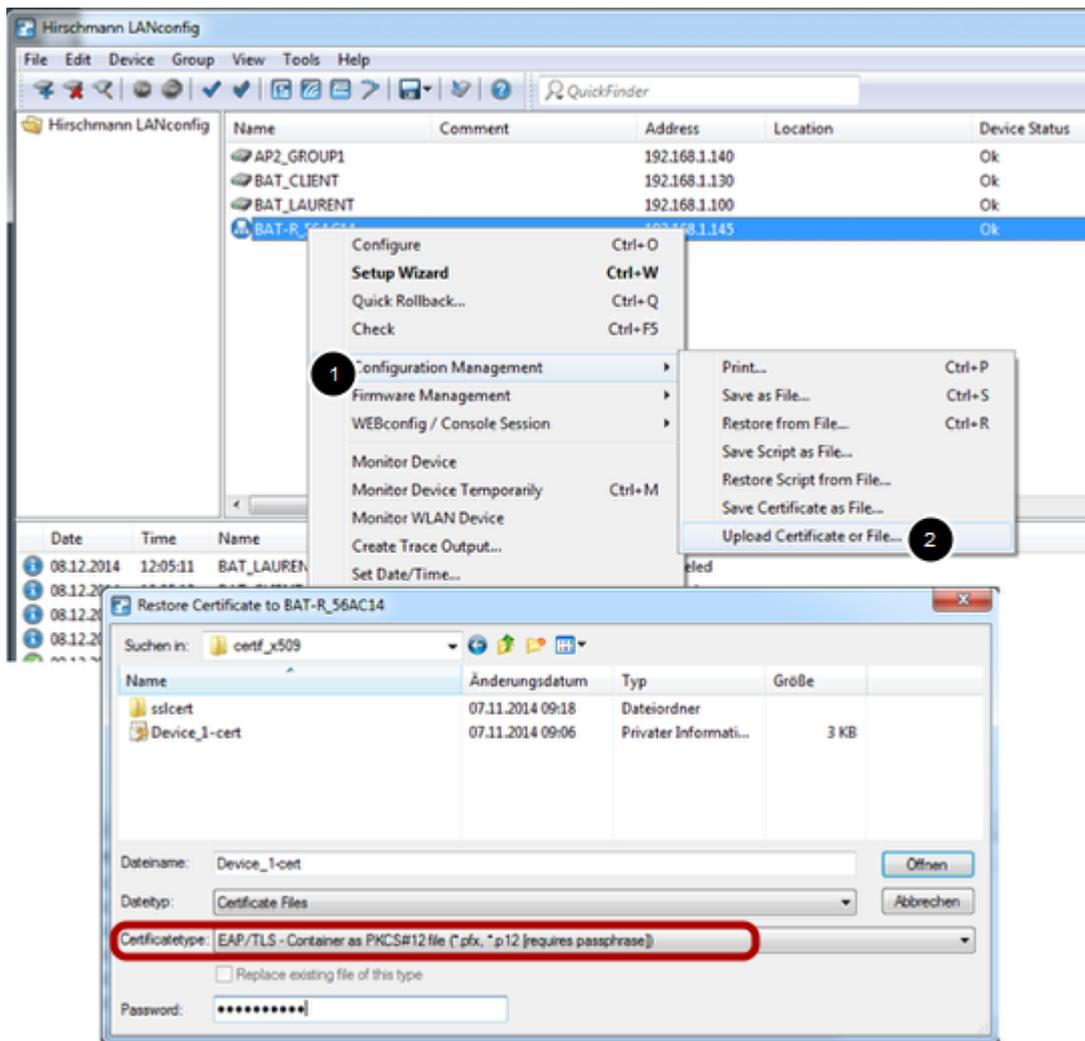 Hirschmann LANconfig
File Edit Device Group View Tools Help
QuickFinder
Hirschmann LANconfig
Name Comment Address Location Device Status
AP2_GROUP1 192.168.1.140 Ok
BAT_CLIENT 192.168.1.130 Ok
BAT_LAURENT 192.168.1.100 Ok
BAT-R_56AC14 192.168.1.145 Ok
Configure Ctrl+O
Setup Wizard Ctrl+W
Quick Rollback... Ctrl+Q
Check Ctrl+F5
1 Configuration Management
Firmware Management
WEBconfig / Console Session
Monitor Device
Monitor Device Temporarily Ctrl+M
Monitor WLAN Device
Create Trace Output...
Set Date/Time...
Print... Ctrl+P
Save as File... Ctrl+S
Restore from File... Ctrl+R
Save Script as File...
Restore Script from File...
Save Certificate as File...
Upload Certificate or File... 2
Date Time Name
08.12.2014 12:05:11 BAT_LAUREN eled
08.12.2
08.12.20
08.12.20
Restore Certificate to BAT-R_56AC14
Suchen in: certf_x509
Name Änderungsdatum Typ Größe
sslcert 07.11.2014 09:18 Dateiordner
Device_1-cert 07.11.2014 09:06 Privater Informati... 3 KB
Dateiname: Device_1-cert Öffnen
Dateityp: Certificate Files Abbrechen
Certificatetype: EAP/TLS - Container as PKCS#12 file (*.pfx, *.p12 [requires passphrase])
Replace existing file of this type
Password: ••••••••••